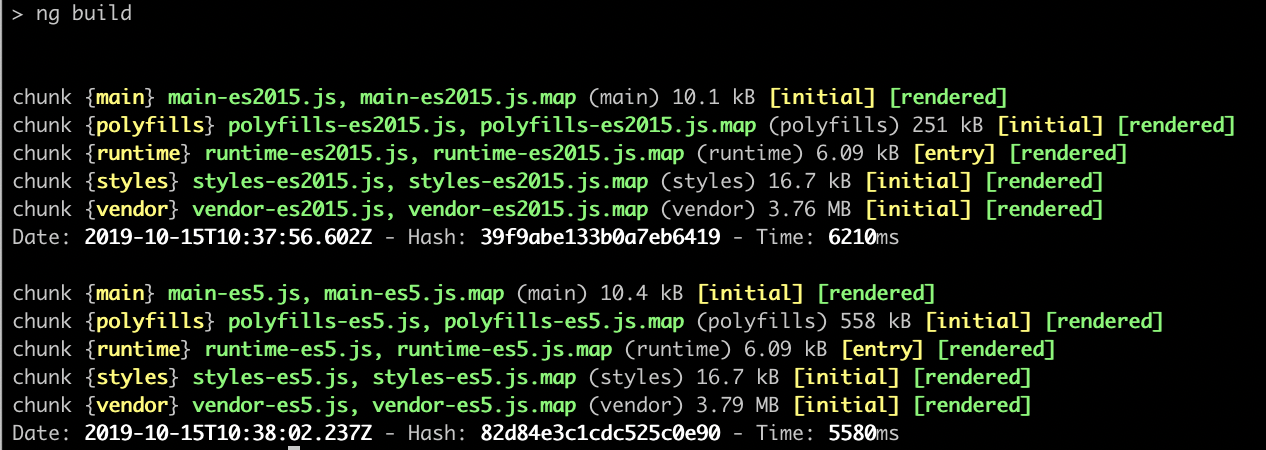 > ng build
chunk {main} main-es2015.js, main-es2015.js.map (main) 10.1 kB [initial] [rendered]
chunk {polyfills} polyfills-es2015.js, polyfills-es2015.js.map (polyfills) 251 kB [initial] [rendered]
chunk {runtime} runtime-es2015.js, runtime-es2015.js.map (runtime) 6.09 kB [entry] [rendered]
chunk {styles} styles-es2015.js, styles-es2015.js.map (styles) 16.7 kB [initial] [rendered]
chunk {vendor} vendor-es2015.js, vendor-es2015.js.map (vendor) 3.76 MB [initial] [rendered]
Date: 2019-10-15T10:37:56.602Z - Hash: 39f9abe133b0a7eb6419 - Time: 6210ms
chunk {main} main-es5.js, main-es5.js.map (main) 10.4 kB [initial] [rendered]
chunk {polyfills} polyfills-es5.js, polyfills-es5.js.map (polyfills) 558 kB [initial] [rendered]
chunk {runtime} runtime-es5.js, runtime-es5.js.map (runtime) 6.09 kB [entry] [rendered]
chunk {styles} styles-es5.js, styles-es5.js.map (styles) 16.7 kB [initial] [rendered]
chunk {vendor} vendor-es5.js, vendor-es5.js.map (vendor) 3.79 MB [initial] [rendered]
Date: 2019-10-15T10:38:02.237Z - Hash: 82d84e3c1cdc525c0e90 - Time: 5580ms